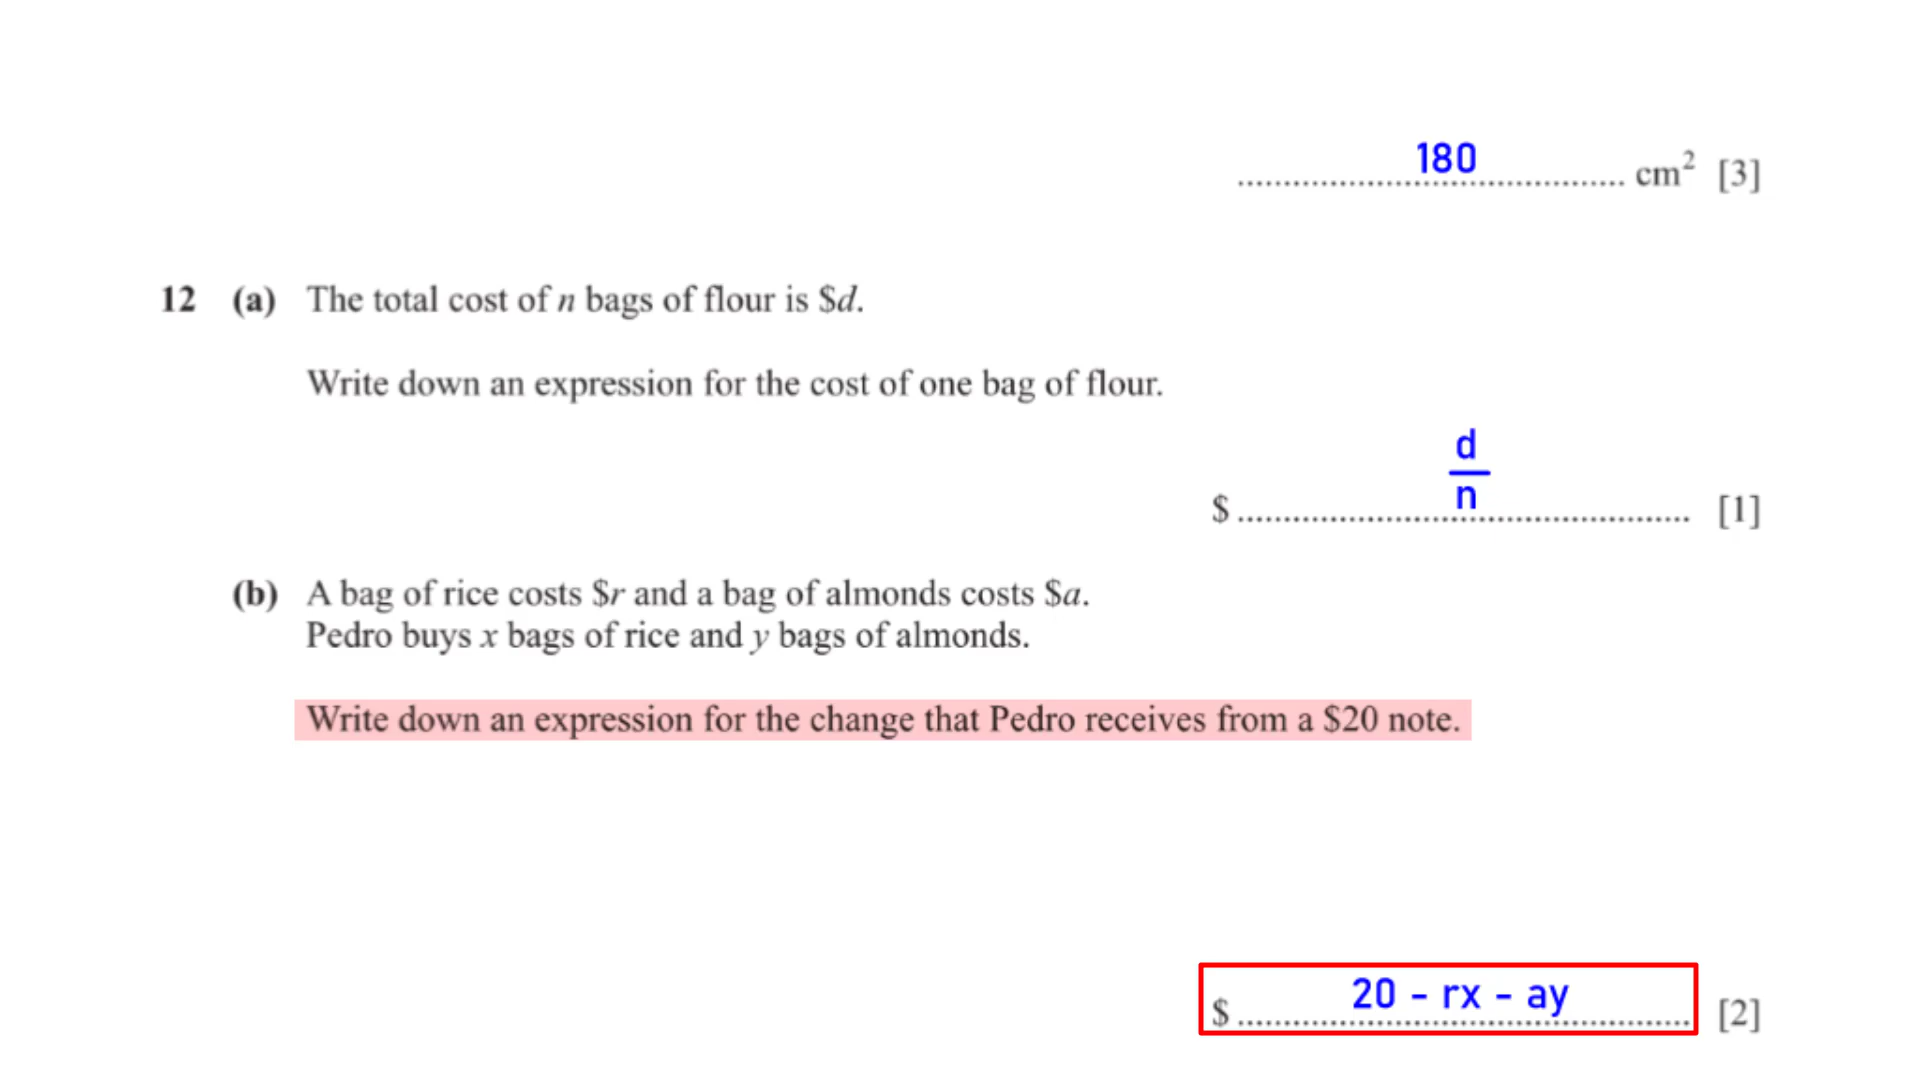 180
........................................... cm² [3]
12 (a) The total cost of n bags of flour is $d.
Write down an expression for the cost of one bag of flour.
d
n
$ .................................................. [1]
(b) A bag of rice costs $r and a bag of almonds costs $a.
Pedro buys x bags of rice and y bags of almonds.
Write down an expression for the change that Pedro receives from a $20 note.
20 - rx - ay
$ .................................................. [2]